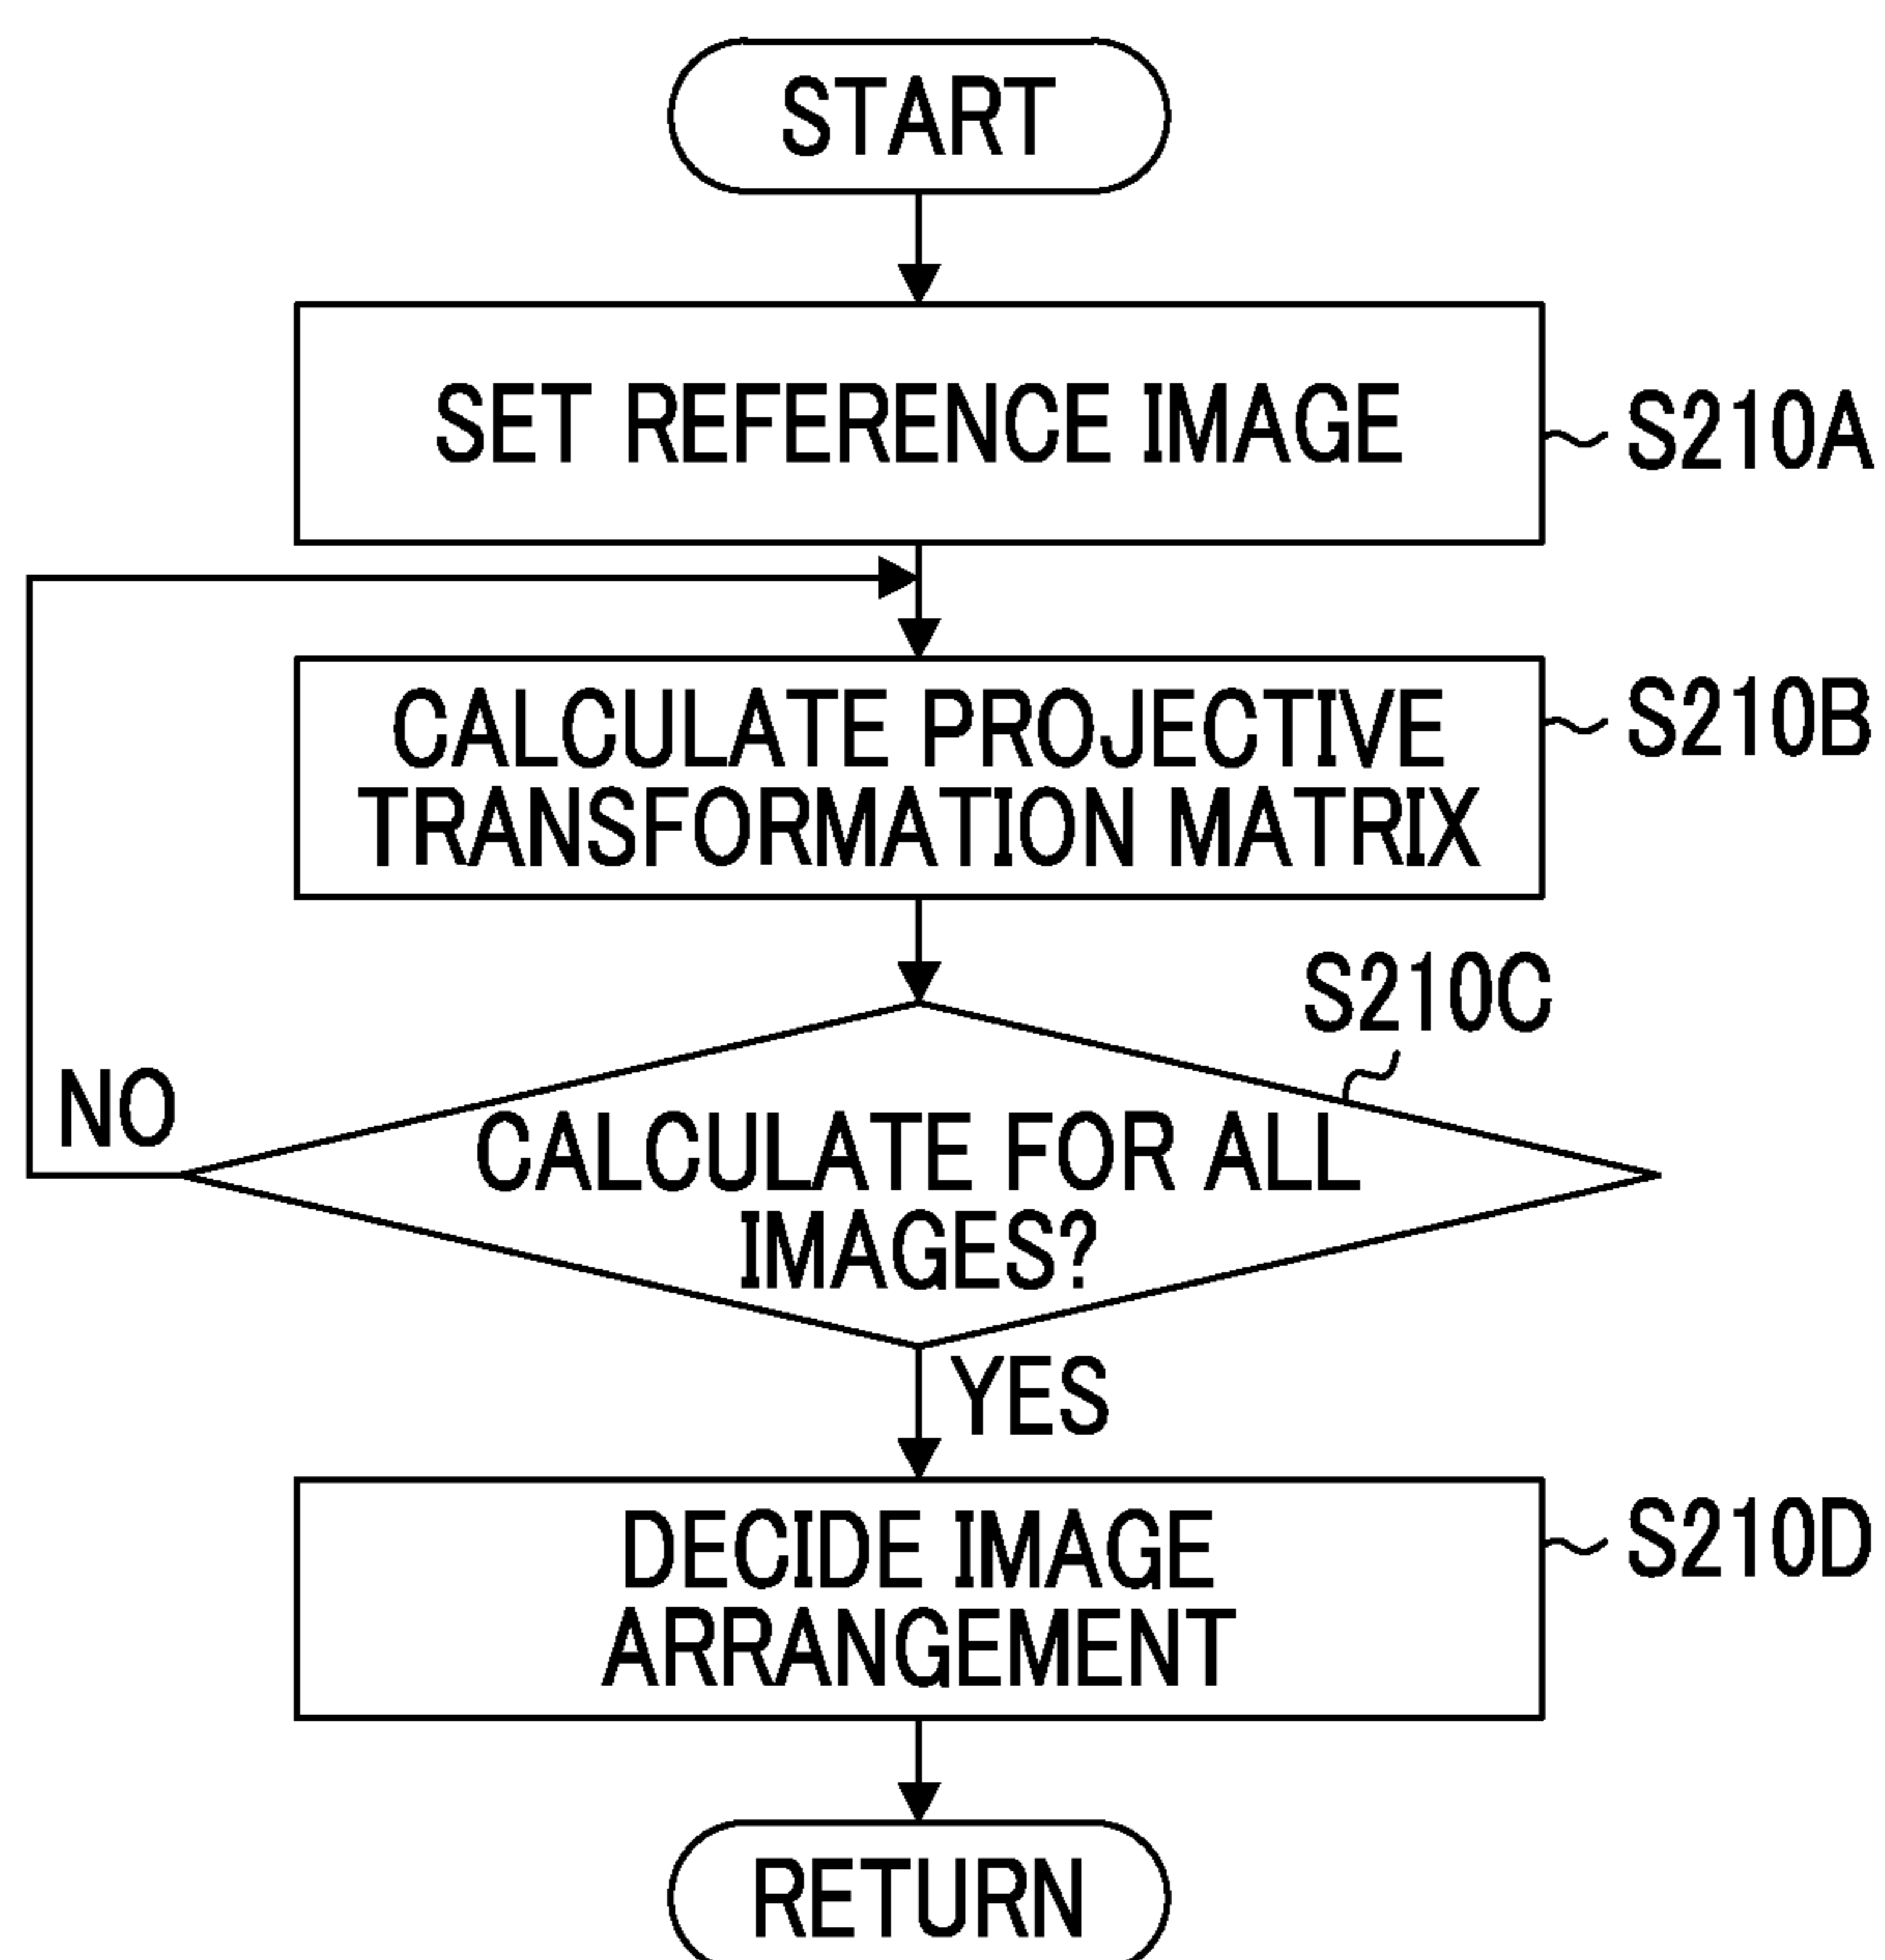 START
SET REFERENCE IMAGE
S210A
CALCULATE PROJECTIVE
TRANSFORMATION MATRIX
S210B
S210C
NO
CALCULATE FOR ALL
IMAGES?
YES
DECIDE IMAGE
ARRANGEMENT
S210D
RETURN